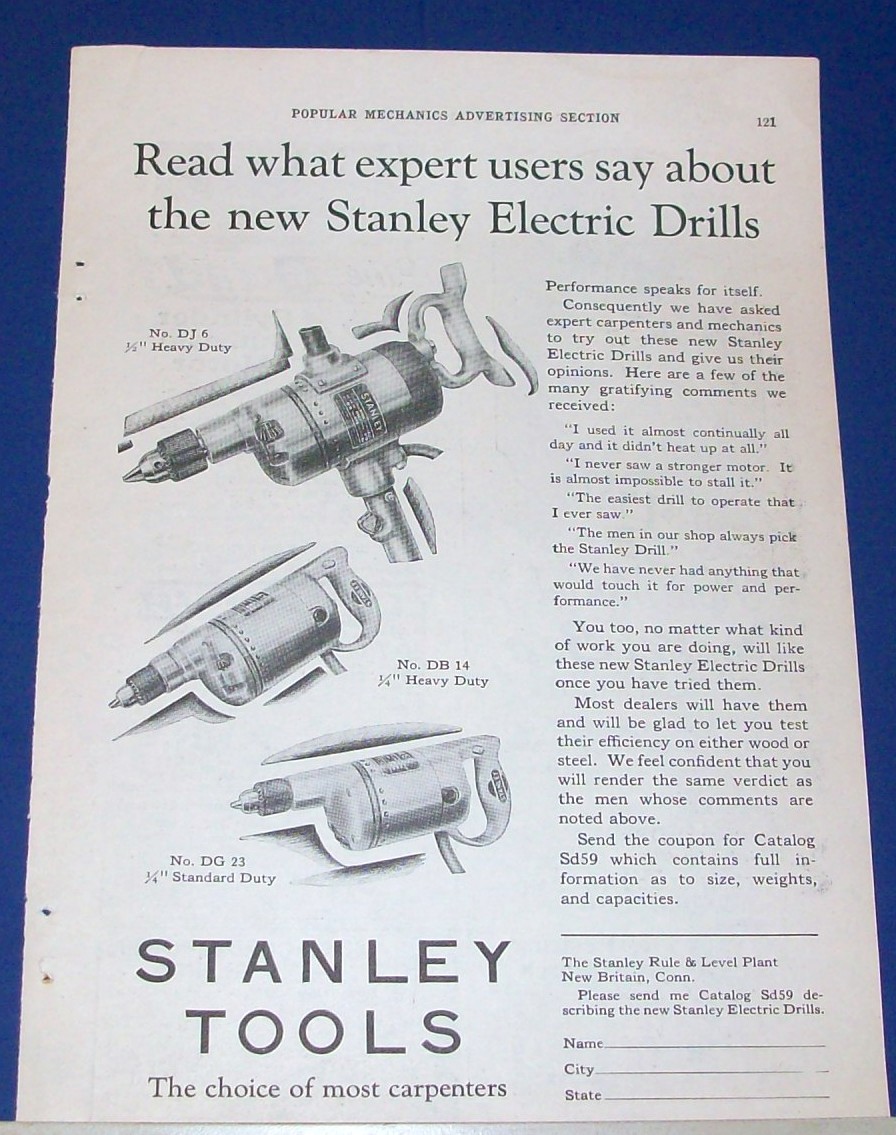 POPULAR MECHANICS ADVERTISING SECTION 121
Read what expert users say about
the new Stanley Electric Drills
No. DJ 6
½" Heavy Duty
STANLEY
No. DB 14
¼" Heavy Duty
No. DG 23
¼" Standard Duty
Performance speaks for itself.
Consequently we have asked
expert carpenters and mechanics
to try out these new Stanley
Electric Drills and give us their
opinions. Here are a few of the
many gratifying comments we
received:
"I used it almost continually all
day and it didn't heat up at all."
"I never saw a stronger motor. It
is almost impossible to stall it."
"The easiest drill to operate that
I ever saw."
"The men in our shop always pick
the Stanley Drill."
"We have never had anything that
would touch it for power and per-
formance."
You too, no matter what kind
of work you are doing, will like
these new Stanley Electric Drills
once you have tried them.
Most dealers will have them
and will be glad to let you test
their efficiency on either wood or
steel. We feel confident that you
will render the same verdict as
the men whose comments are
noted above.
Send the coupon for Catalog
Sd59 which contains full in-
formation as to size, weights,
and capacities.
STANLEY
TOOLS
The choice of most carpenters
The Stanley Rule & Level Plant
New Britain, Conn.
Please send me Catalog Sd59 de-
scribing the new Stanley Electric Drills.
Name
City
State